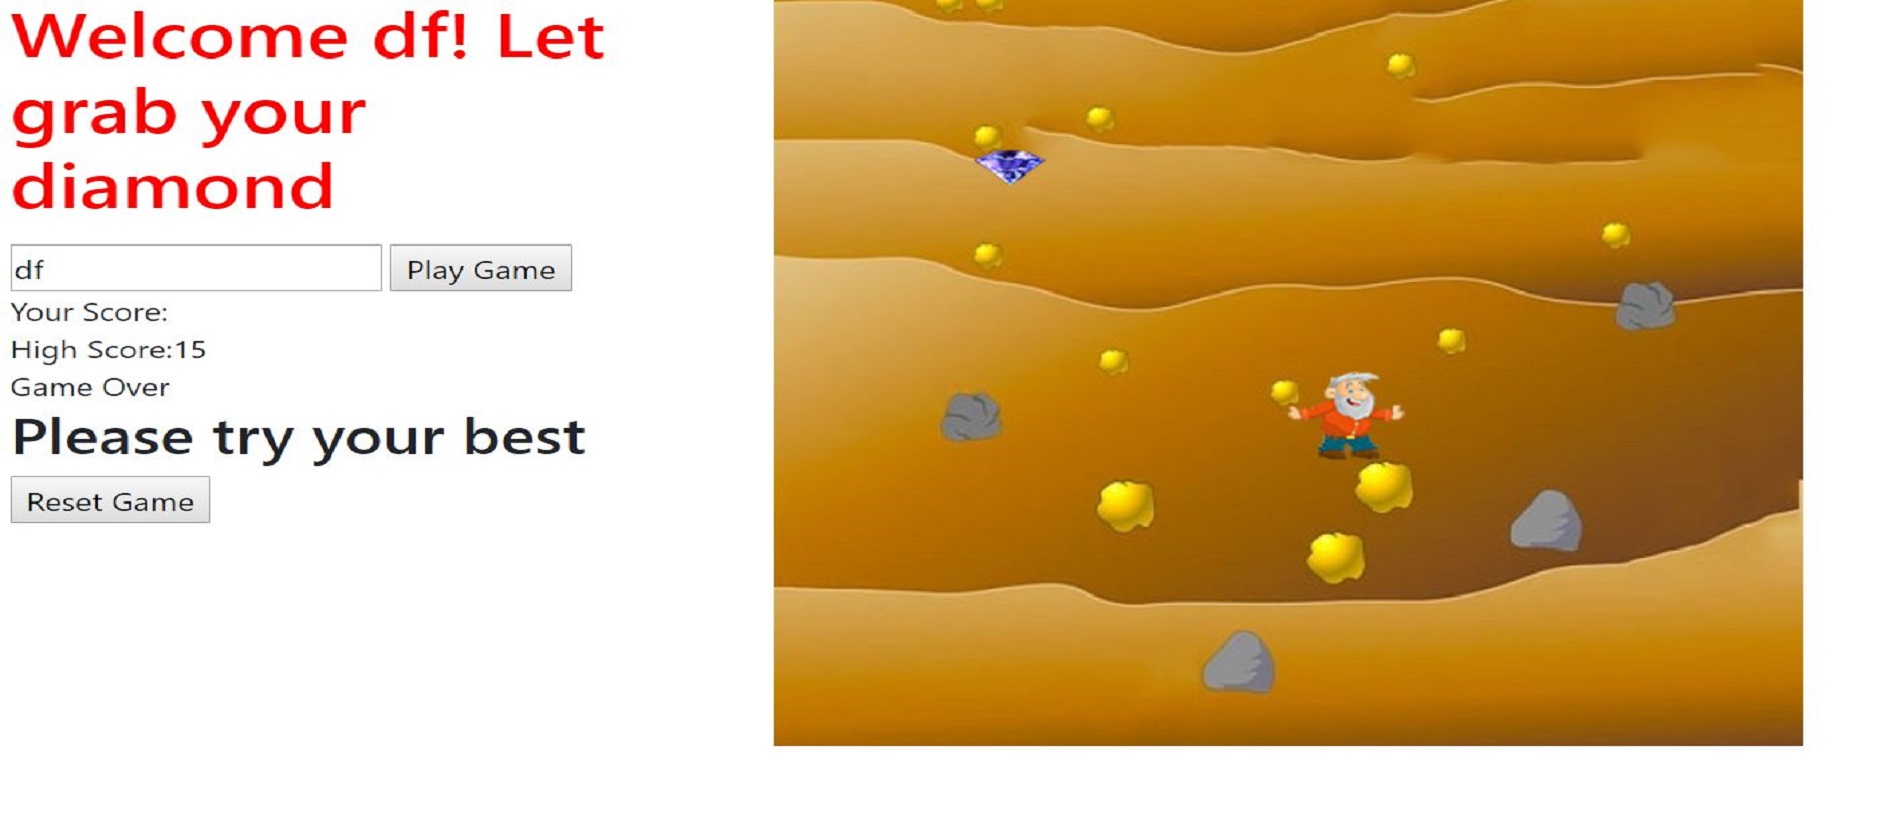 Welcome df! Let
grab your
diamond
df Play Game
Your Score:
High Score:15
Game Over
Please try your best
Reset Game